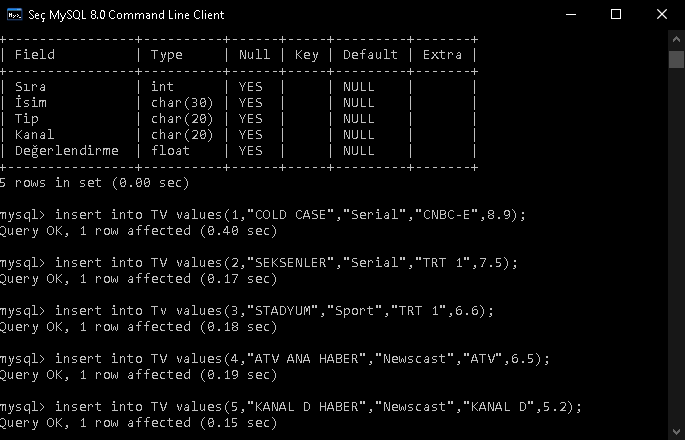 Seç MySQL 8.0 Command Line Client
+---------------+----------+------+-----+---------+-------+
| Field         | Type     | Null | Key | Default | Extra |
+---------------+----------+------+-----+---------+-------+
| Sıra          | int      | YES  |     | NULL    |       |
| İsim          | char(30) | YES  |     | NULL    |       |
| Tip           | char(20) | YES  |     | NULL    |       |
| Kanal         | char(20) | YES  |     | NULL    |       |
| Değerlendirme | float    | YES  |     | NULL    |       |
+---------------+----------+------+-----+---------+-------+
5 rows in set (0.00 sec)
mysql> insert into TV values(1,"COLD CASE","Serial","CNBC-E",8.9);
Query OK, 1 row affected (0.40 sec)
mysql> insert into TV values(2,"SEKSENLER","Serial","TRT 1",7.5);
Query OK, 1 row affected (0.17 sec)
mysql> insert into TV values(3,"STADYUM","Sport","TRT 1",6.6);
Query OK, 1 row affected (0.18 sec)
mysql> insert into TV values(4,"ATV ANA HABER","Newscast","ATV",6.5);
Query OK, 1 row affected (0.19 sec)
mysql> insert into TV values(5,"KANAL D HABER","Newscast","KANAL D",5.2);
Query OK, 1 row affected (0.15 sec)